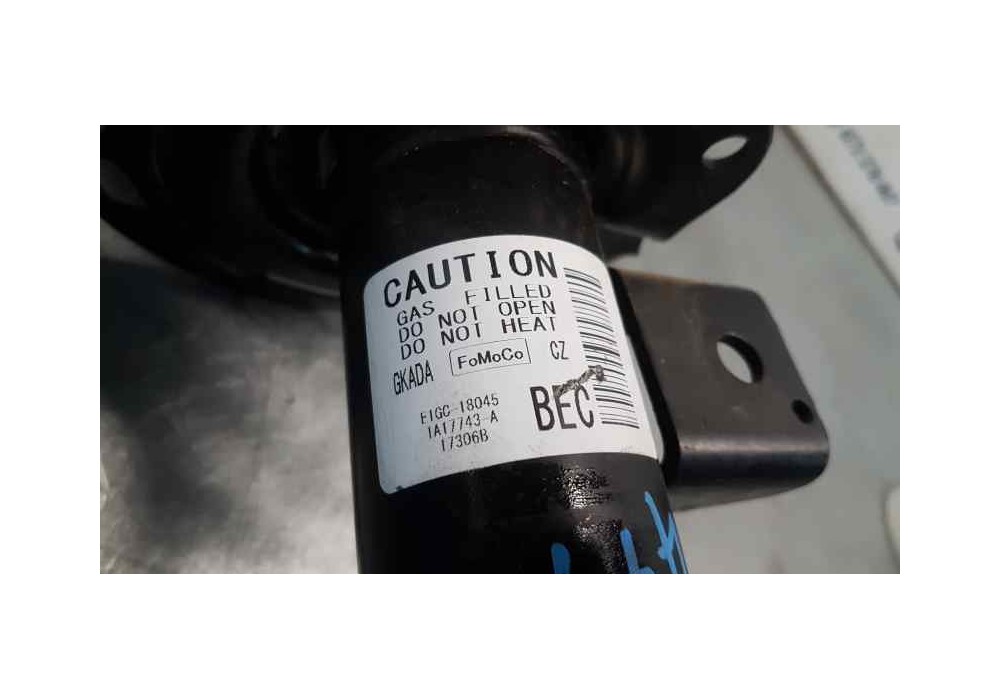 CAUTION
GAS FILLED
DO NOT OPEN
DO NOT HEAT
GKADA FoMoCo CZ
F1GC-18045
1A17743-A
17306B
BEC